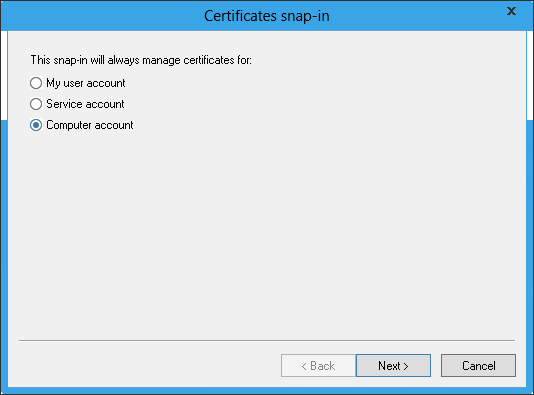 Certificates snap-in
x
This snap-in will always manage certificates for:
My user account
Service account
Computer account
< Back Next > Cancel